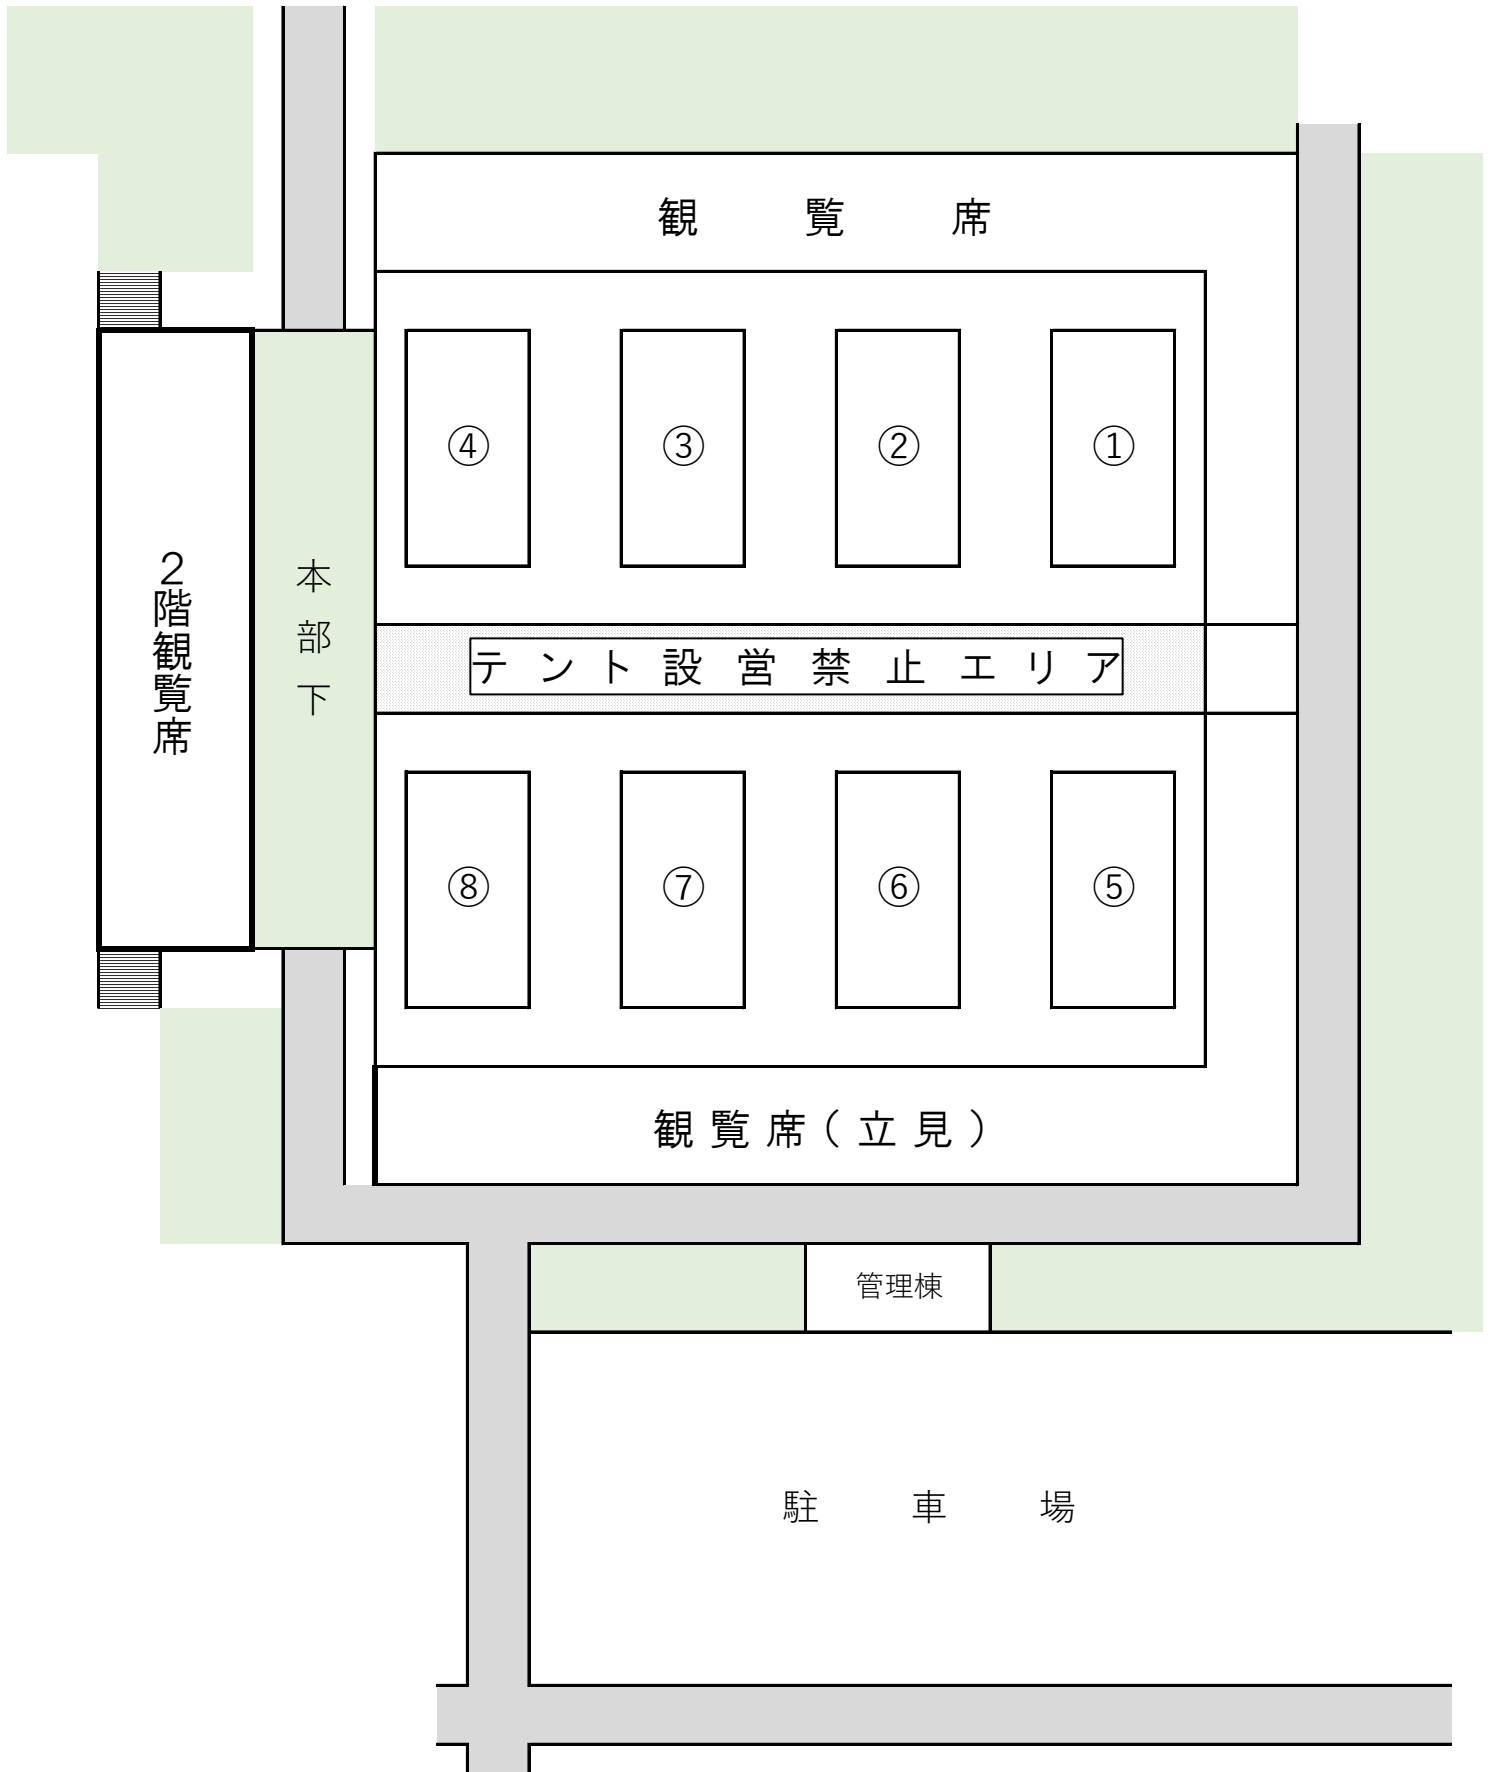 観覧席
④ ③ ② ①
2階観覧席
本部下
テント設営禁止エリア
⑧ ⑦ ⑥ ⑤
観覧席(立見)
管理棟
駐車場